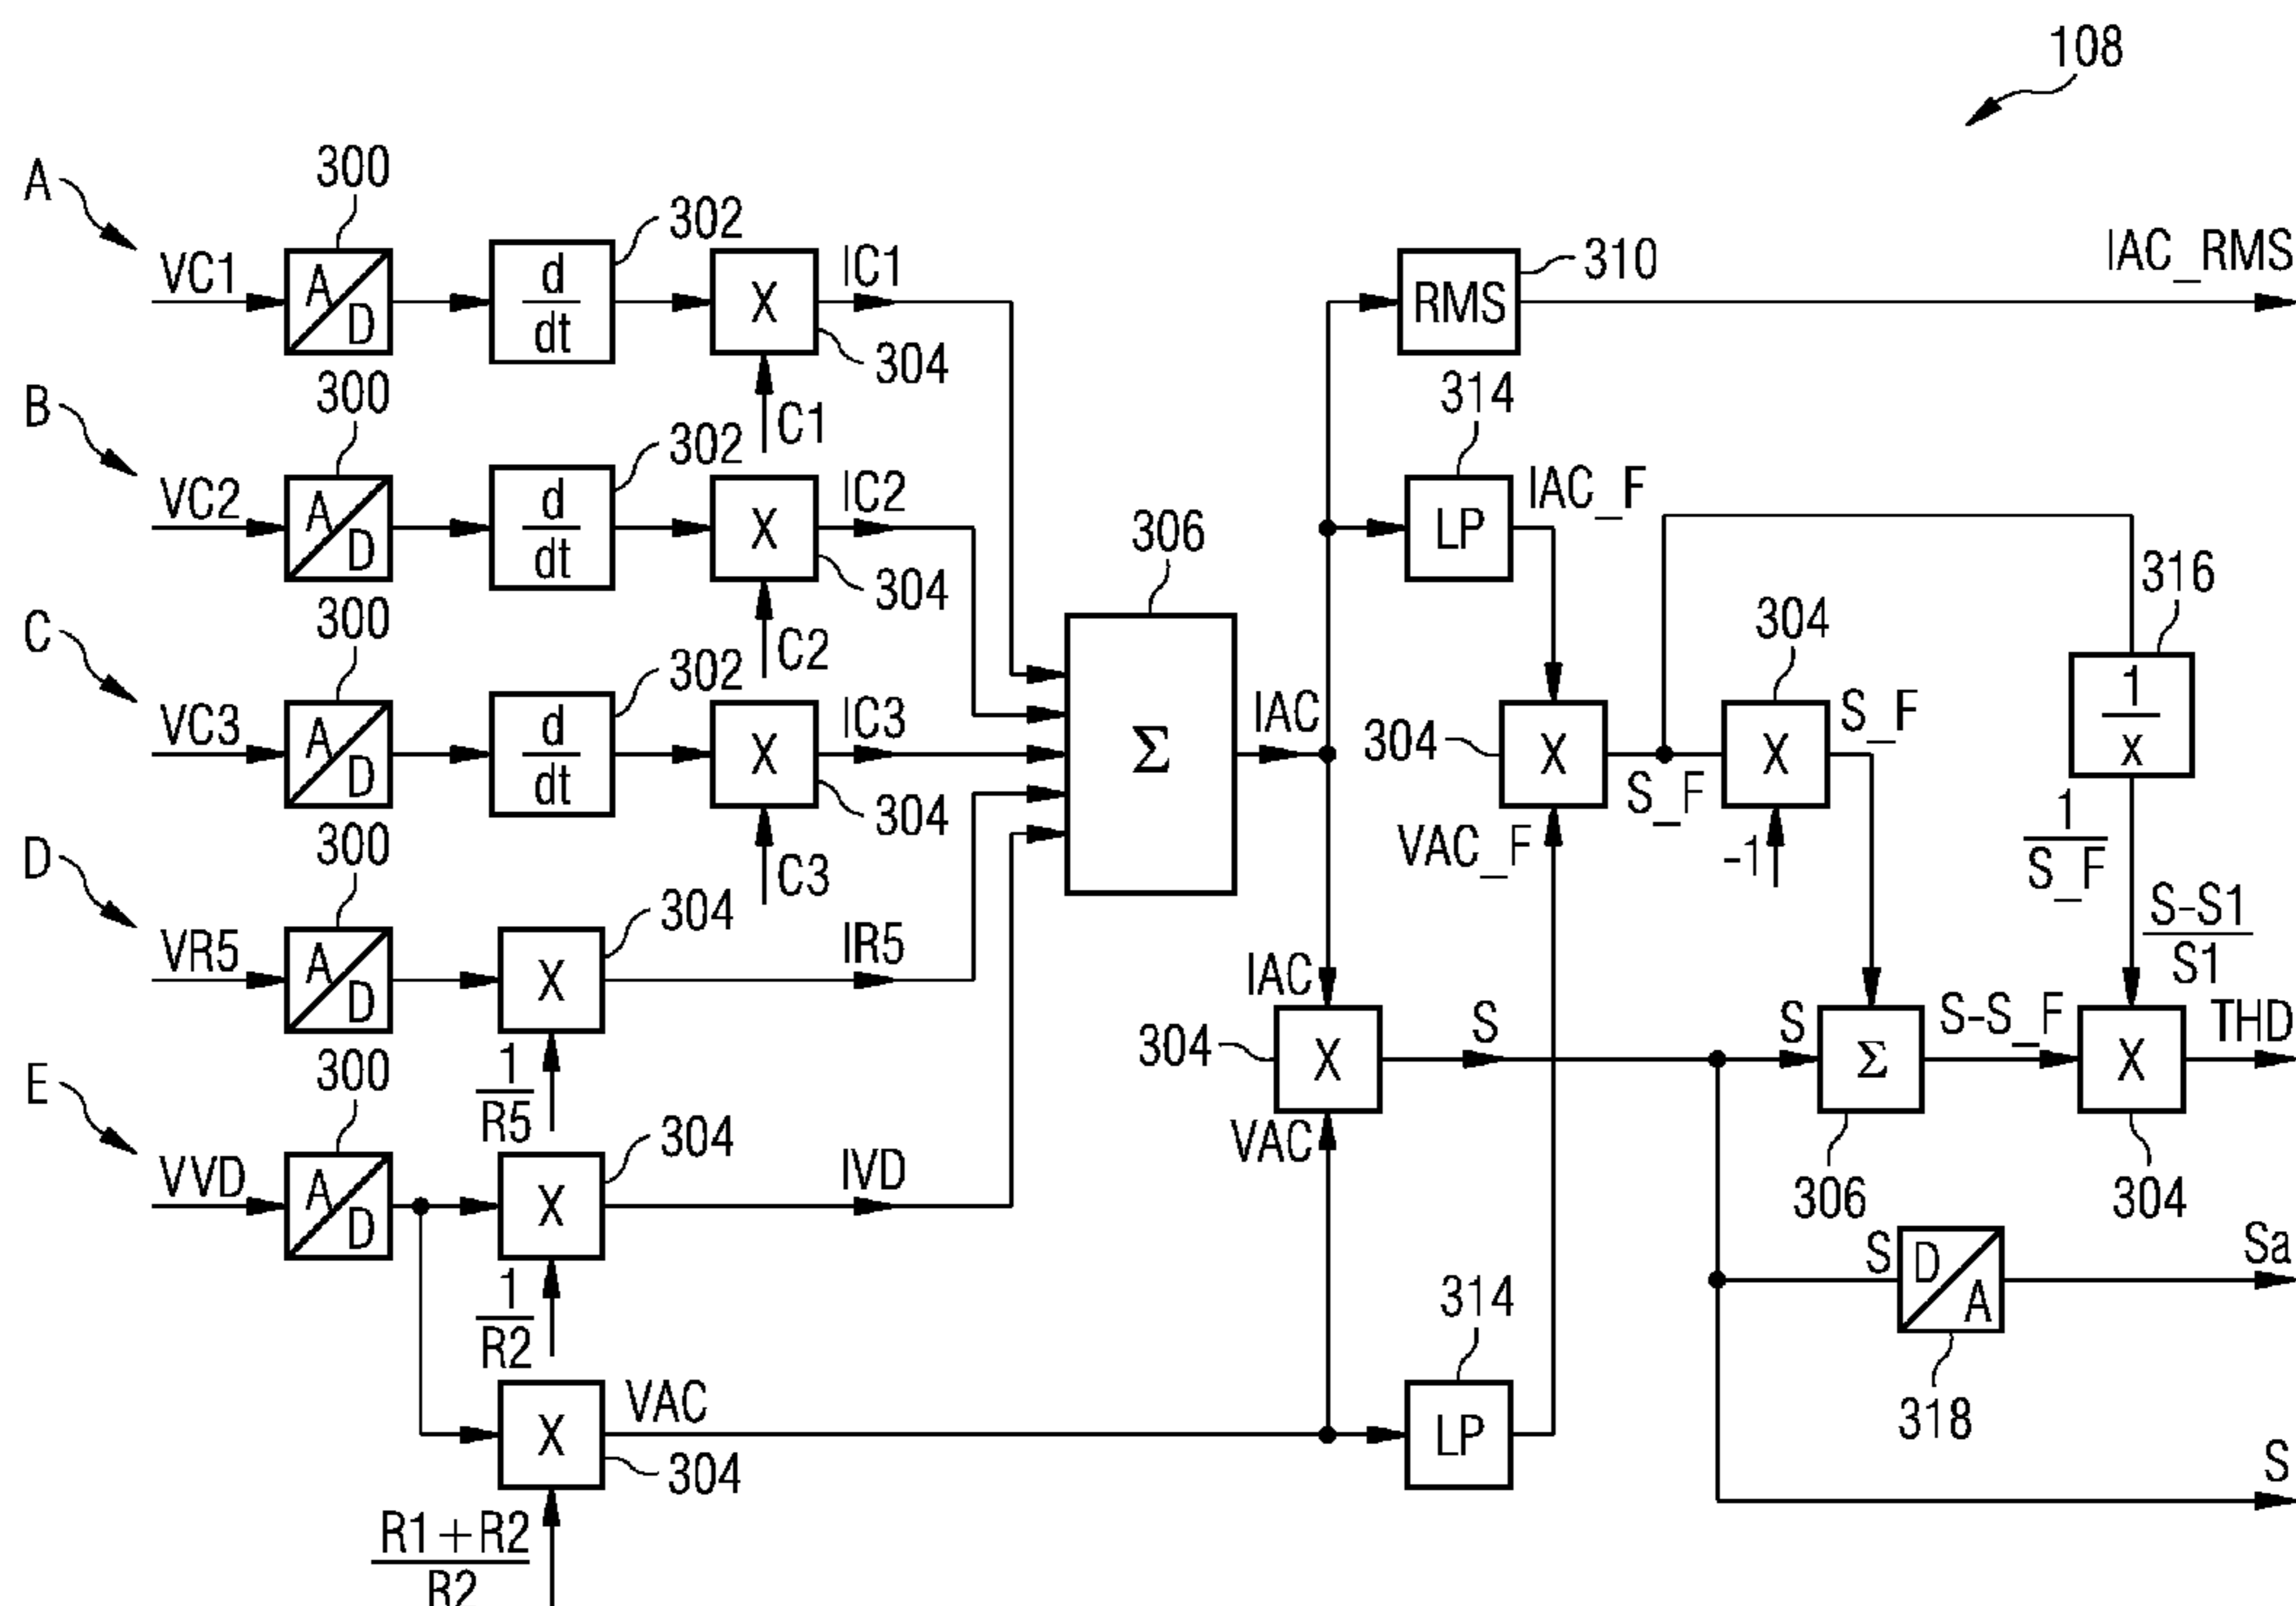 108
A
300
302
VC1
A/D
d/dt
X
IC1
304
C1
310
RMS
IAC_RMS
B
300
302
VC2
A/D
d/dt
X
IC2
304
C2
314
LP
IAC_F
C
300
302
VC3
A/D
d/dt
X
IC3
304
C3
306
Σ
IAC
304
X
S_F
VAC_F
304
X
S_F
-1
316
1/x
1/S_F
S-S1/S1
D
300
304
VR5
A/D
X
IR5
1/R5
IAC
304
X
VAC
S
S
Σ
306
S-S_F
X
304
THD
E
300
304
VVD
A/D
X
IVD
1/R2
S
D/A
318
Sa
X
304
VAC
R1+R2/R2
314
LP
S